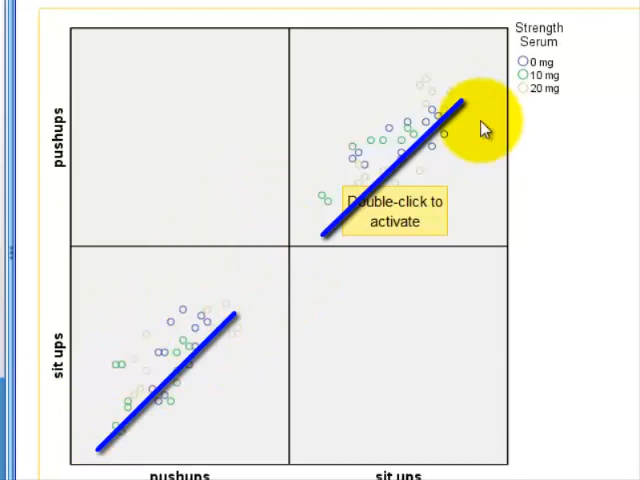 Strength
Serum
0 mg
10 mg
20 mg
pushups
Double-click to
activate
sit ups
pushups
sit ups